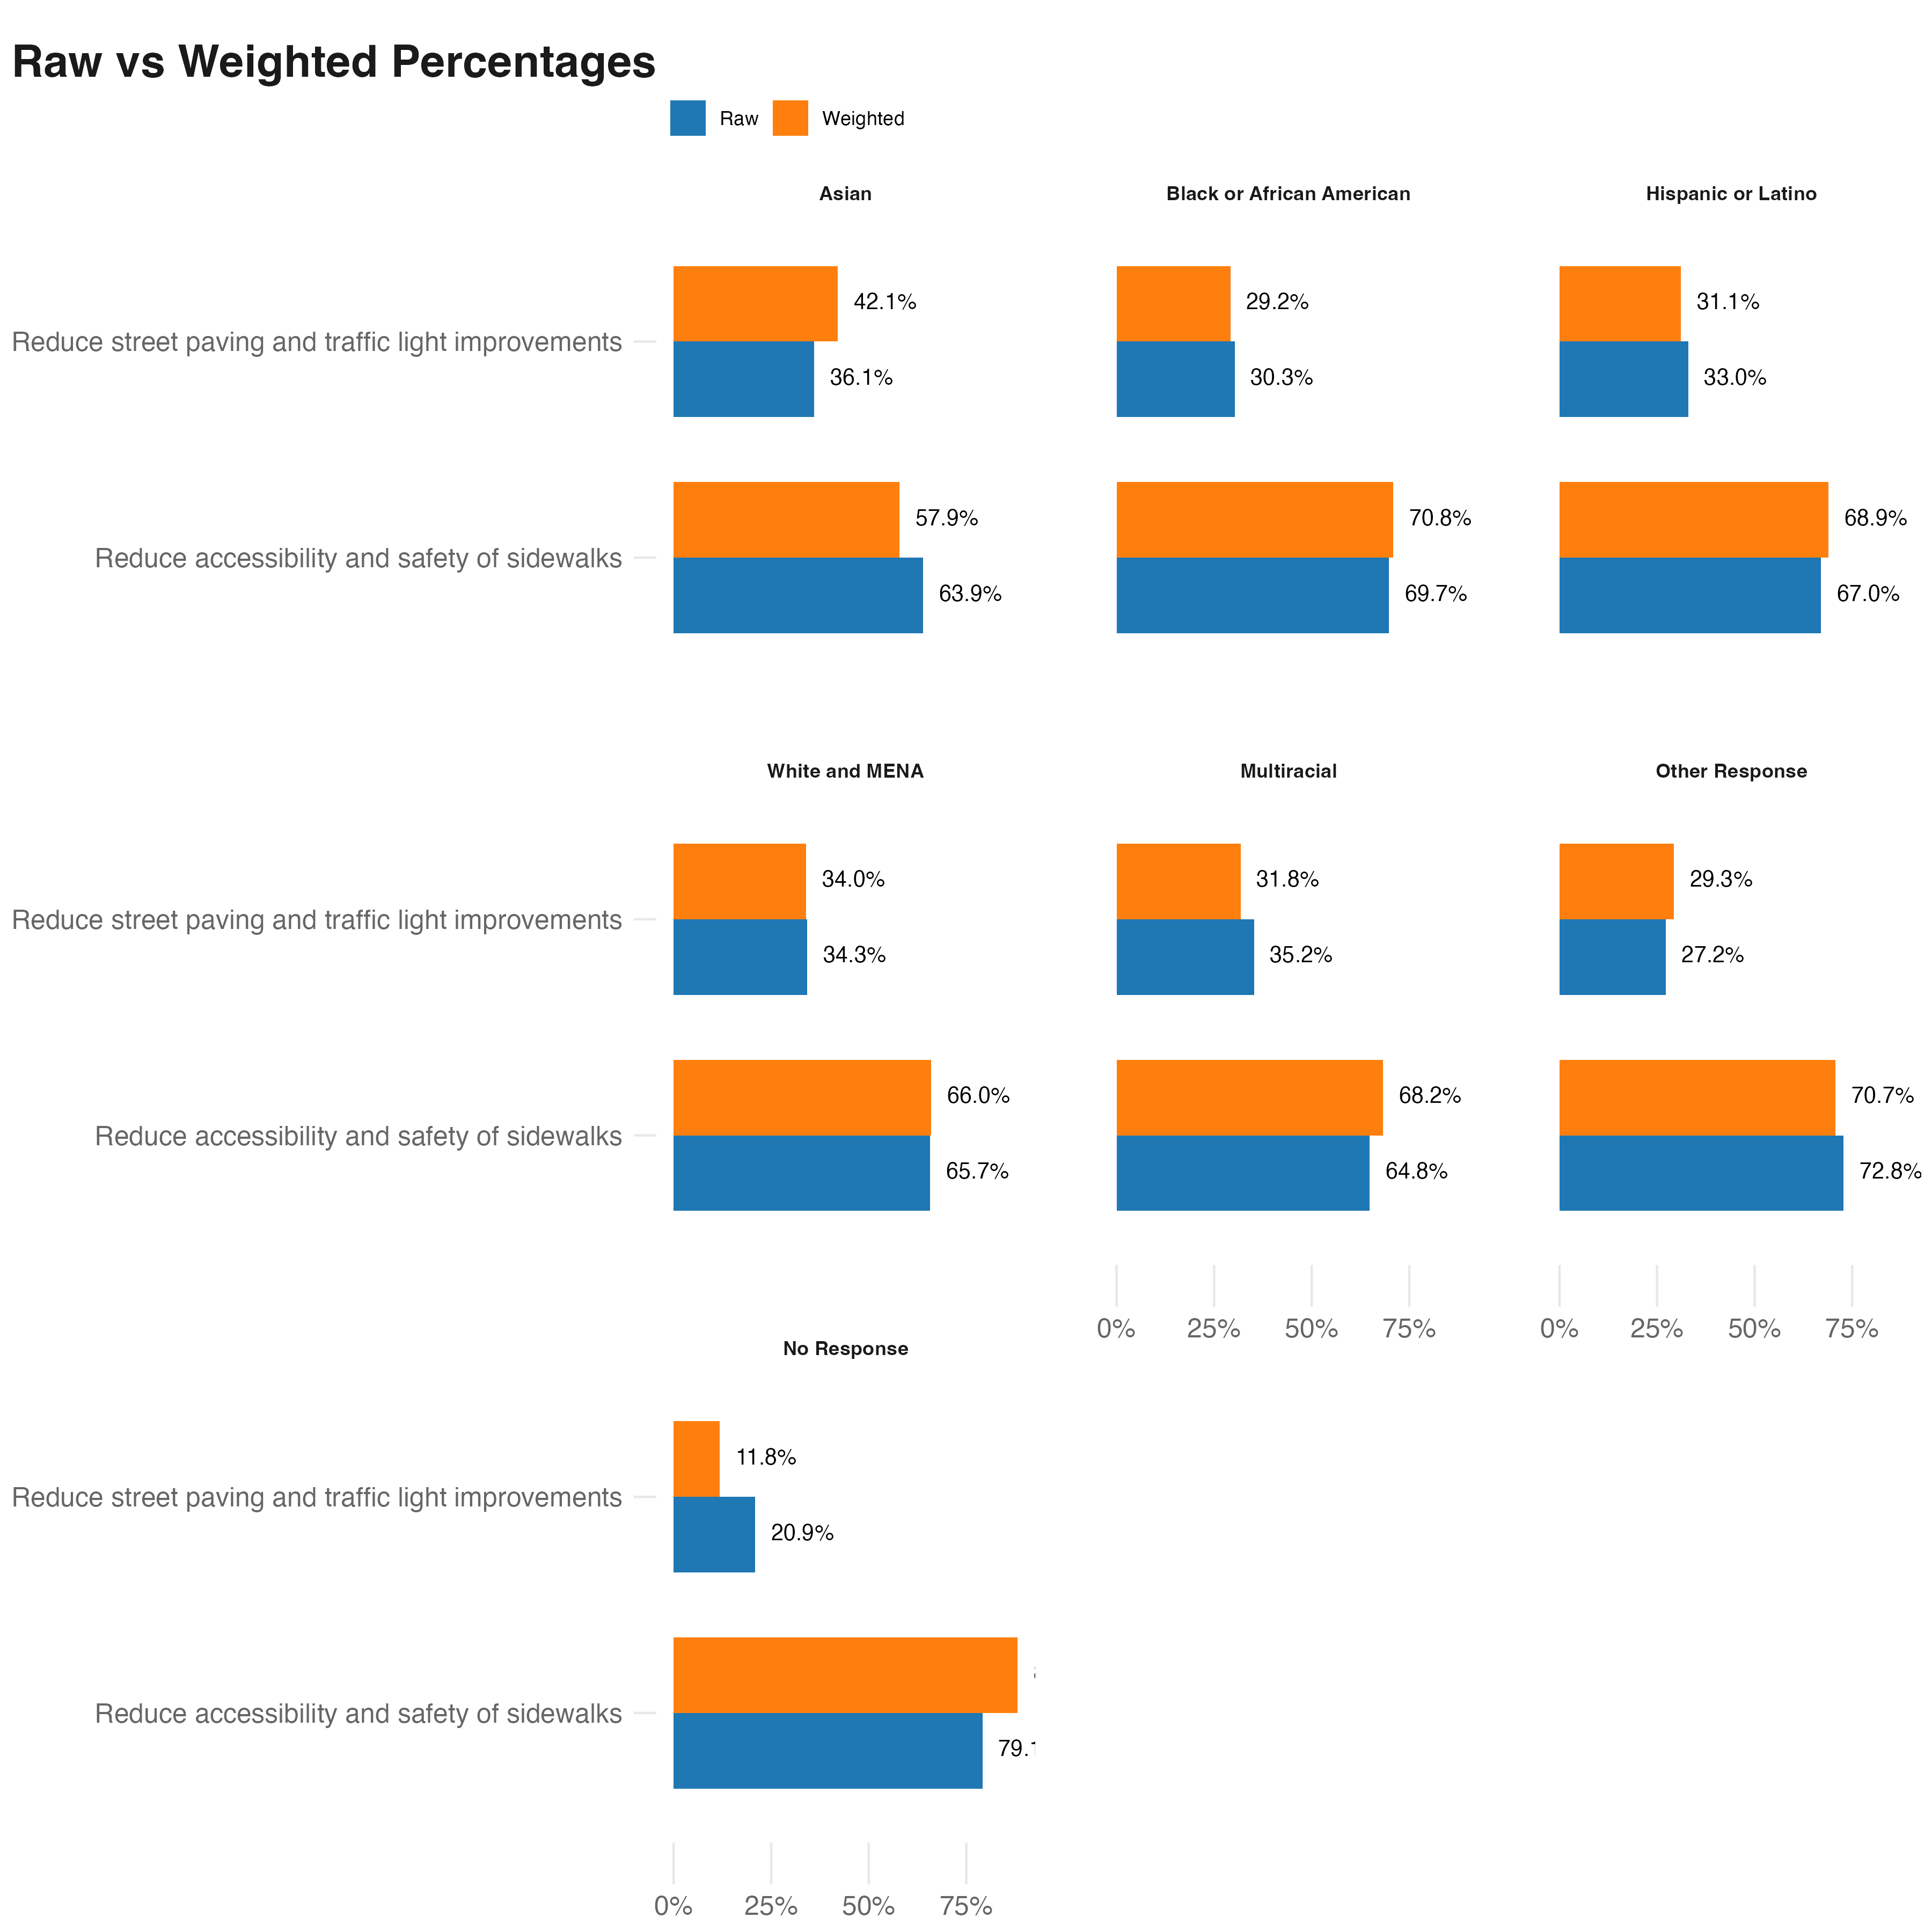 Raw vs Weighted Percentages
Raw Weighted
Asian Black or African American Hispanic or Latino
42.1% 29.2% 31.1%
Reduce street paving and traffic light improvements
36.1% 30.3% 33.0%
57.9% 70.8% 68.9%
Reduce accessibility and safety of sidewalks
63.9% 69.7% 67.0%
White and MENA Multiracial Other Response
34.0% 31.8% 29.3%
Reduce street paving and traffic light improvements
34.3% 35.2% 27.2%
66.0% 68.2% 70.7%
Reduce accessibility and safety of sidewalks
65.7% 64.8% 72.8%
0% 25% 50% 75% 0% 25% 50% 75%
No Response
11.8%
Reduce street paving and traffic light improvements
20.9%
Reduce accessibility and safety of sidewalks
0% 25% 50% 75%